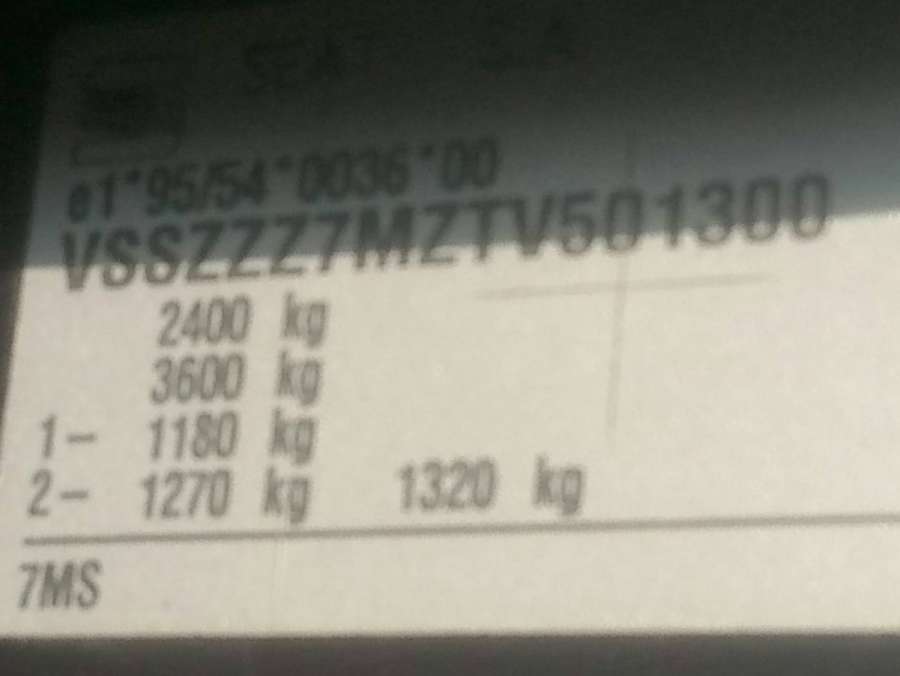 e1*95/54*0036*00
VSSZZZ7MZTV501300
2400 kg
3600 kg
1- 1180 kg
2- 1270 kg 1320 kg
7MS